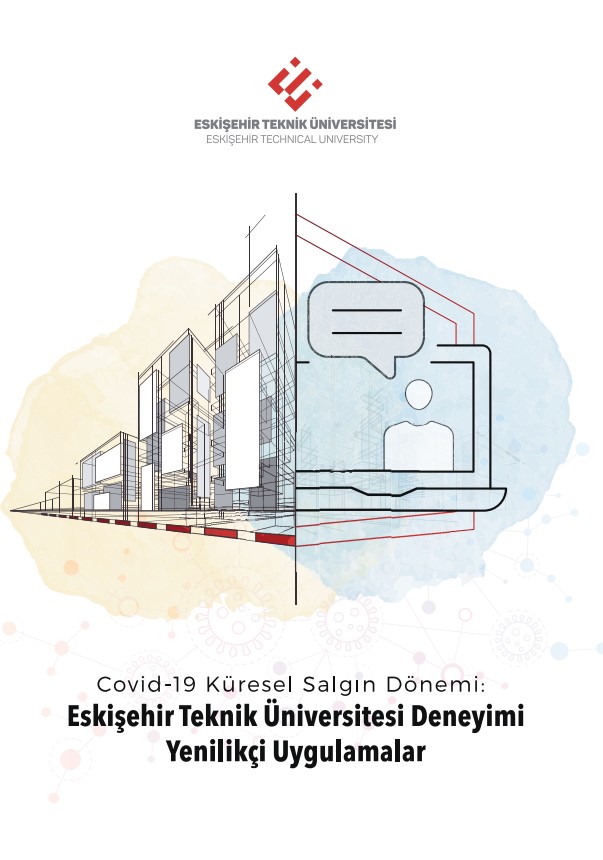 ESKİŞEHİR TEKNİK ÜNİVERSİTESİ
ESKİŞEHİR TECHNICAL UNIVERSITY
Covid-19 Küresel Salgın Dönemi:
Eskişehir Teknik Üniversitesi Deneyimi
Yenilikçi Uygulamalar